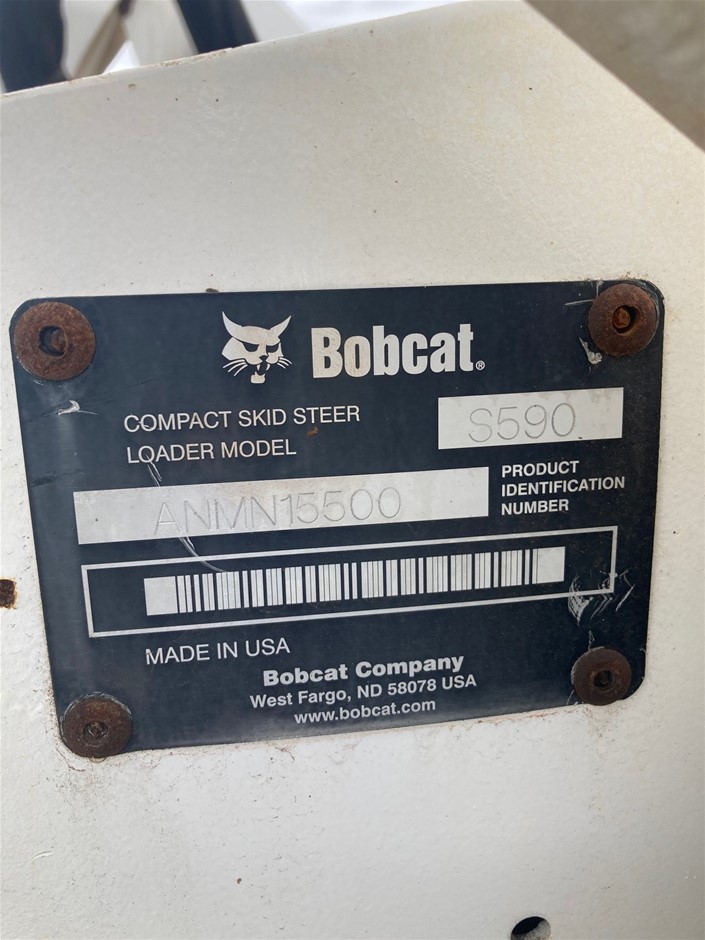 Bobcat®
COMPACT SKID STEER
LOADER MODEL
S590
ANMN15500
PRODUCT
IDENTIFICATION
NUMBER
MADE IN USA
Bobcat Company
West Fargo, ND 58078 USA
www.bobcat.com